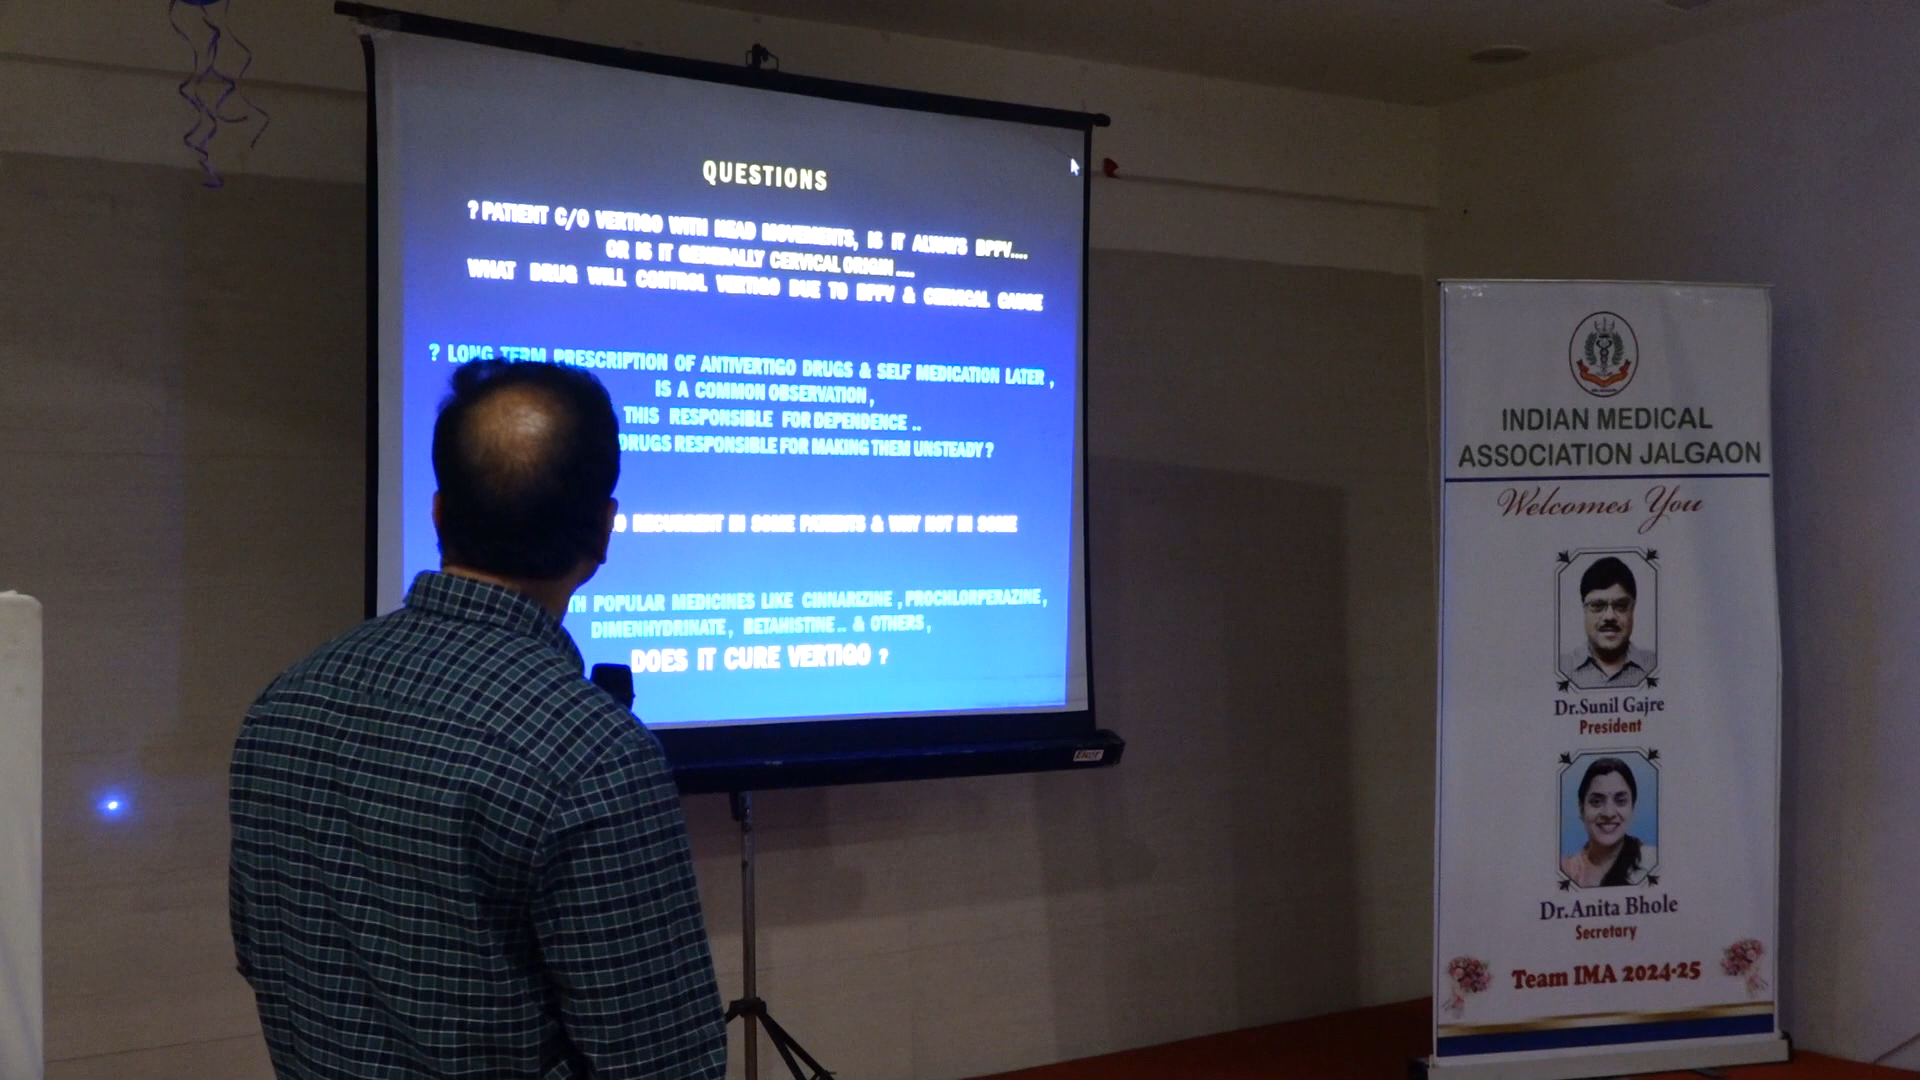 QUESTIONS
? PATIENT C/O VERTIGO WITH HEAD MOVEMENTS, IS IT ALWAYS BPPV....
OR IS IT GENERALLY CERVICAL ORIGIN ....
WHAT DRUG WILL CONTROL VERTIGO DUE TO BPPV & CERVICAL CAUSE
? LONG TERM PRESCRIPTION OF ANTIVERTIGO DRUGS & SELF MEDICATION LATER ,
IS A COMMON OBSERVATION ,
THIS RESPONSIBLE FOR DEPENDENCE ..
DRUGS RESPONSIBLE FOR MAKING THEM UNSTEADY ?
RECURRENT IN SOME PATIENTS & WHY NOT IN SOME
POPULAR MEDICINES LIKE CINNARIZINE , PROCHLORPERAZINE ,
DIMENHYDRINATE , BETAHISTINE .. & OTHERS ,
DOES IT CURE VERTIGO ?
INDIAN MEDICAL
ASSOCIATION JALGAON
Welcomes You
Dr.Sunil Gajre
President
Dr.Anita Bhole
Secretary
Team IMA 2024-25